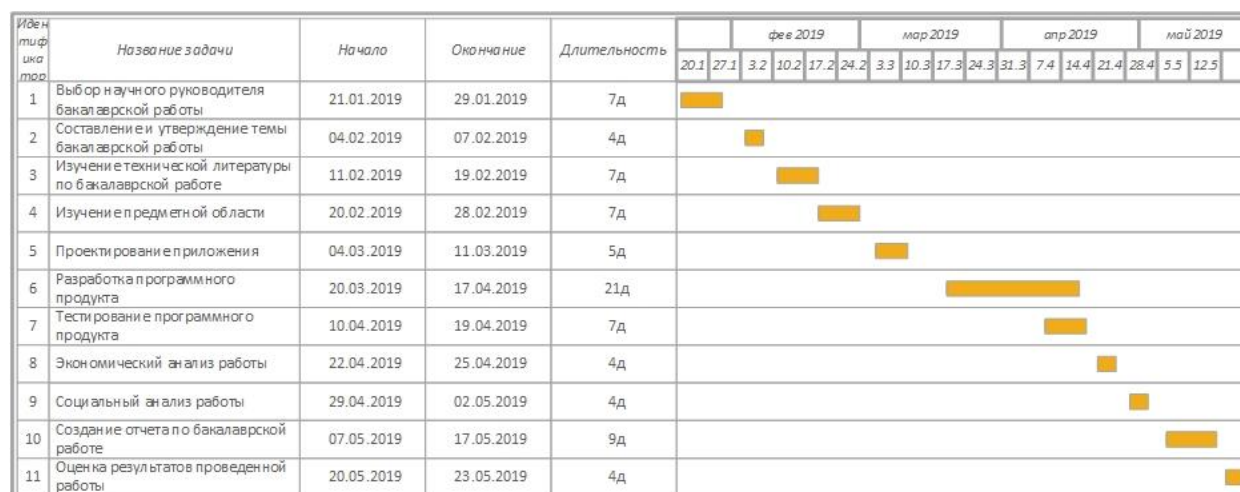 Иден
тиф
ика
тор
Название задачи
Начало
Окончание
Длительность
фев 2019
мар 2019
апр 2019
май 2019
20.1 27.1 3.2 10.2 17.2 24.2 3.3 10.3 17.3 24.3 31.3 7.4 14.4 21.4 28.4 5.5 12.5
1 Выбор научного руководителя
бакалаврской работы 21.01.2019 29.01.2019 7д
2 Составление и утверждение темы
бакалаврской работы 04.02.2019 07.02.2019 4д
3 Изучение технической литературы
по бакалаврской работе 11.02.2019 19.02.2019 7д
4 Изучение предметной области 20.02.2019 28.02.2019 7д
5 Проектирование приложения 04.03.2019 11.03.2019 5д
6 Разработка программного
продукта 20.03.2019 17.04.2019 21д
7 Тестирование программного
продукта 10.04.2019 19.04.2019 7д
8 Экономический анализ работы 22.04.2019 25.04.2019 4д
9 Социальный анализ работы 29.04.2019 02.05.2019 4д
10 Создание отчета по бакалаврской
работе 07.05.2019 17.05.2019 9д
11 Оценка результатов проведенной
работы 20.05.2019 23.05.2019 4д